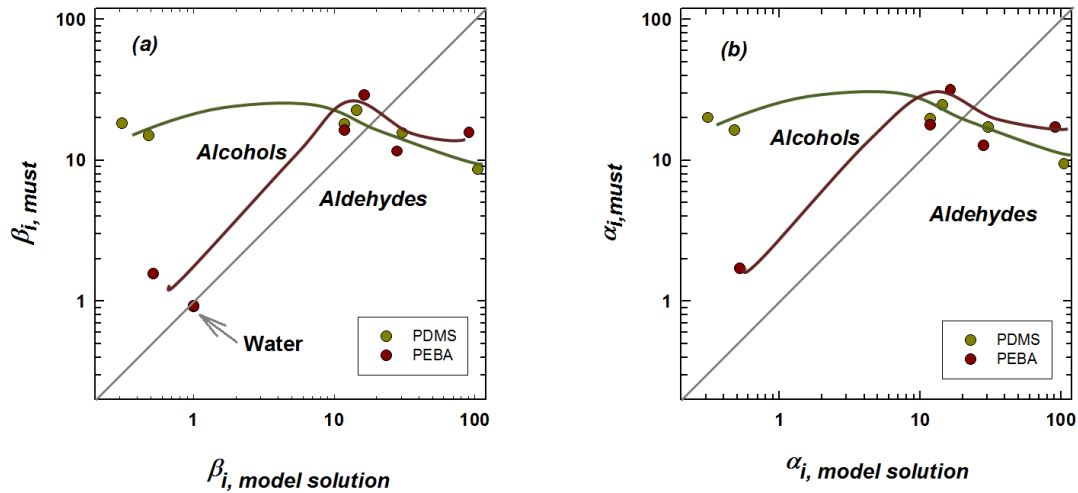 (a)
100
10
1
βi, must
Alcohols
Aldehydes
Water
PDMS
PEBA
1
10
100
βi, model solution
(b)
100
10
1
αi,must
Alcohols
Aldehydes
PDMS
PEBA
1
10
100
αi, model solution